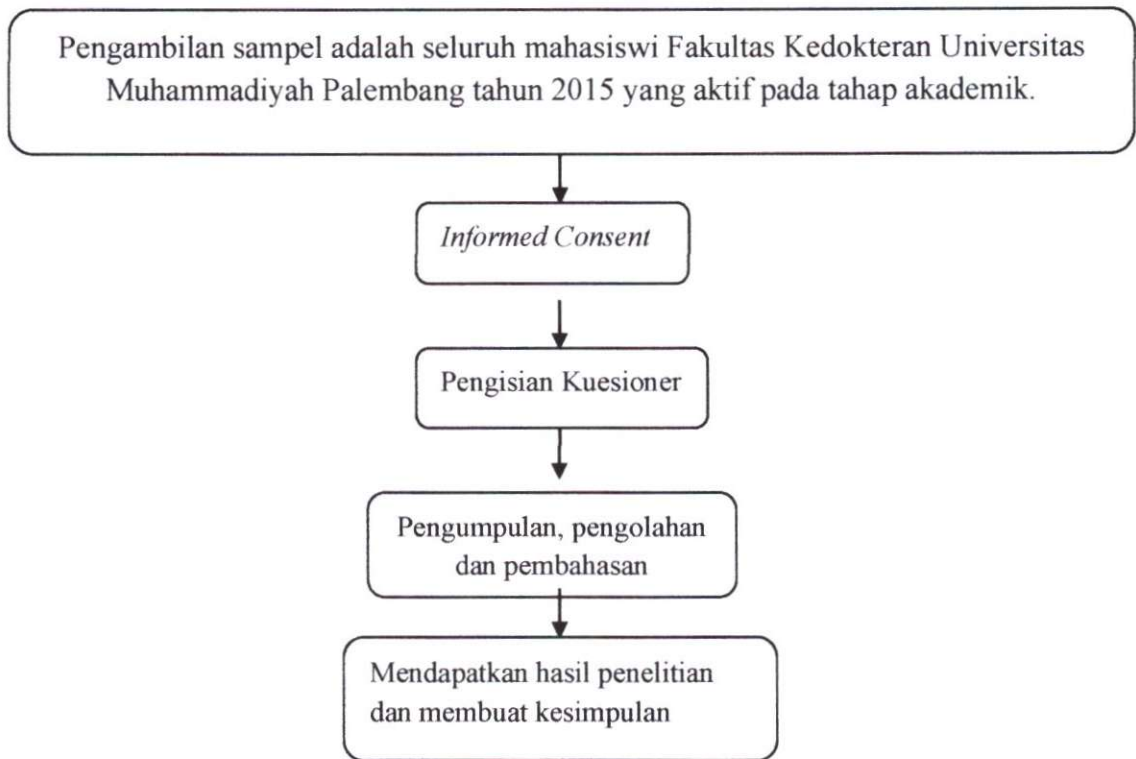 Pengambilan sampel adalah seluruh mahasiswi Fakultas Kedokteran Universitas
Muhammadiyah Palembang tahun 2015 yang aktif pada tahap akademik.
Informed Consent
Pengisian Kuesioner
Pengumpulan, pengolahan
dan pembahasan
Mendapatkan hasil penelitian
dan membuat kesimpulan